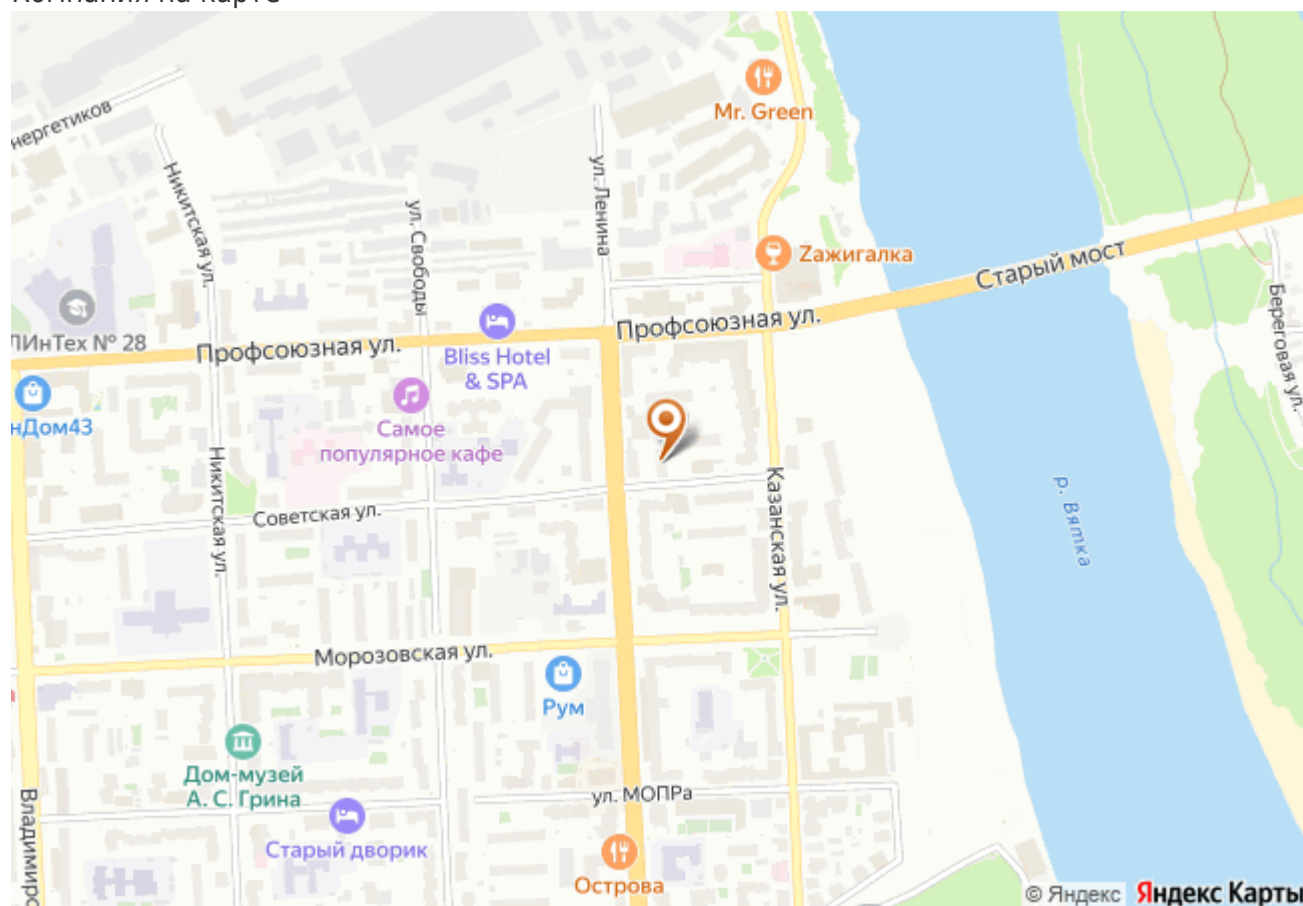 Компания на карте
нергетиков
Никитская ул.
ул. Свободы
ул. Ленина
Mr. Green
Zажигалка
Старый мост
Береговая ул.
ЛИнТех № 28
Профсоюзная ул.
Bliss Hotel
& SPA
Профсоюзная ул.
нДом43
Самое
популярное кафе
Никитская ул.
Советская ул.
Казанская ул.
р. Вятка
Морозовская ул.
Рум
Дом-музей
А. С. Грина
ул. МОПРа
Старый дворик
Владимирс
Острова
© Яндекс Яндекс Карты